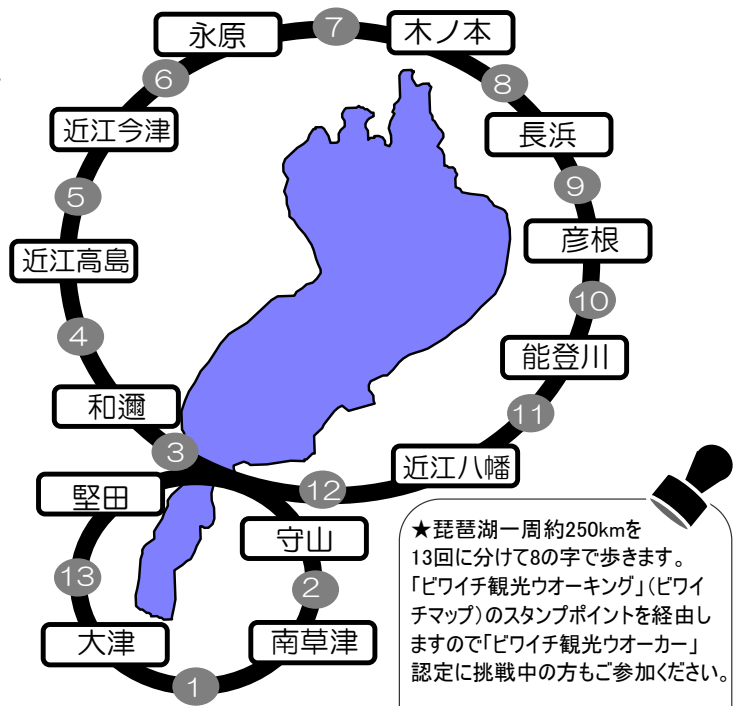 7
永原
木ノ本
6
8
近江今津
長浜
5
9
彦根
近江高島
10
4
能登川
和邇
11
3
近江八幡
12
堅田
守山
13
2
大津
南草津
1
★琵琶湖一周約250kmを
13回に分けて8の字で歩きます。
「ビワイチ観光ウオーキング」(ビワイ
チマップ)のスタンプポイントを経由し
ますので「ビワイチ観光ウオーカー」
認定に挑戦中の方もご参加ください。